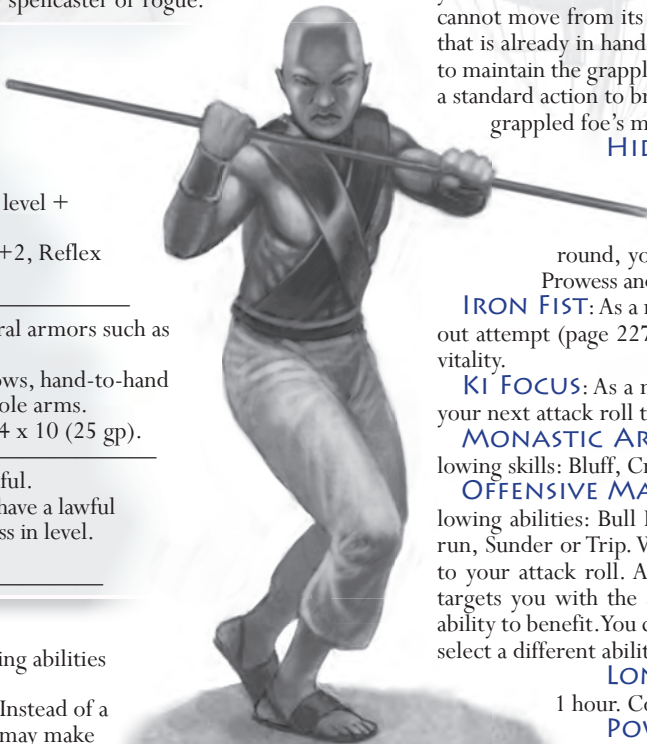 spellcaster or rogue.
level +
+2, Reflex
ral armors such as
ows, hand-to-hand
ole arms.
4 x 10 (25 gp).
ful.
have a lawful
ss in level.
ing abilities
Instead of a
may make
cannot move from its
that is already in hand
to maintain the grappl
a standard action to br
grappled foe's m
HID
round, yo
Prowess and
IRON FIST: As a m
out attempt (page 227
vitality.
KI FOCUS: As a m
your next attack roll t
MONASTIC AR
lowing skills: Bluff, Cr
OFFENSIVE MA
lowing abilities: Bull
run, Sunder or Trip. W
to your attack roll. A
targets you with the
ability to benefit. You c
select a different abilit
LON
1 hour. Co
POW